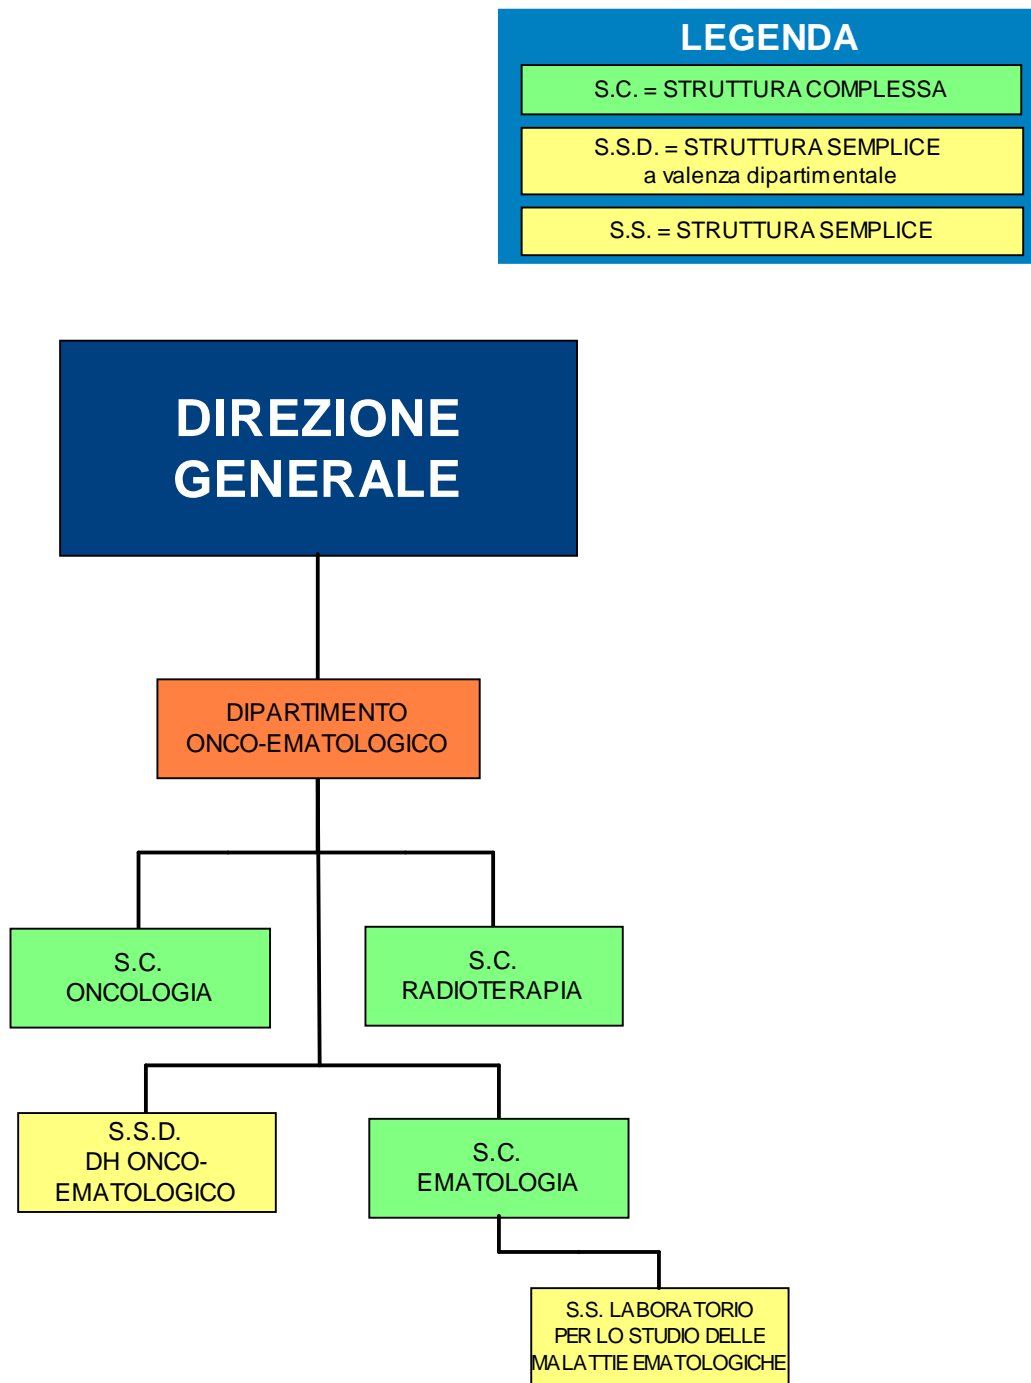 LEGENDA
S.C. = STRUTTURA COMPLESSA
S.S.D. = STRUTTURA SEMPLICE
a valenza dipartimentale
S.S. = STRUTTURA SEMPLICE
DIREZIONE
GENERALE
DIPARTIMENTO
ONCO-EMATOLOGICO
S.C.
ONCOLOGIA
S.C.
RADIOTERAPIA
S.S.D.
DH ONCO-
EMATOLOGICO
S.C.
EMATOLOGIA
S.S. LABORATORIO
PER LO STUDIO DELLE
MALATTIE EMATOLOGICHE